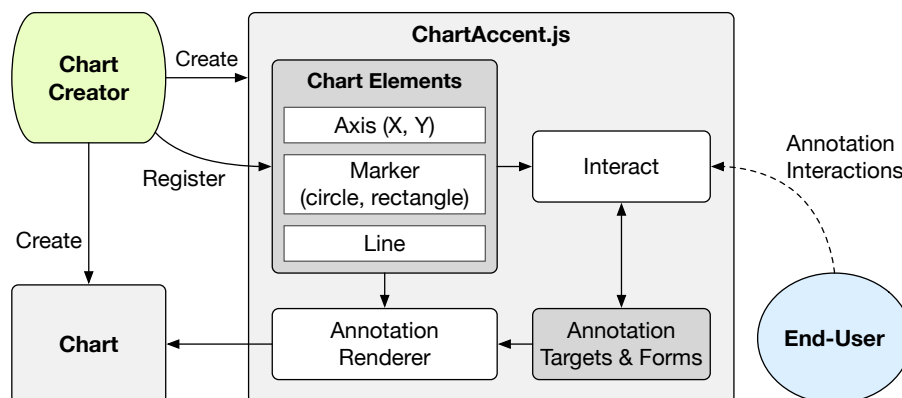 ChartAccent.js
Chart
Creator
Create
Chart Elements
Axis (X, Y)
Marker
(circle, rectangle)
Line
Register
Interact
Annotation
Interactions
Create
Chart
Annotation
Renderer
Annotation
Targets & Forms
End-User